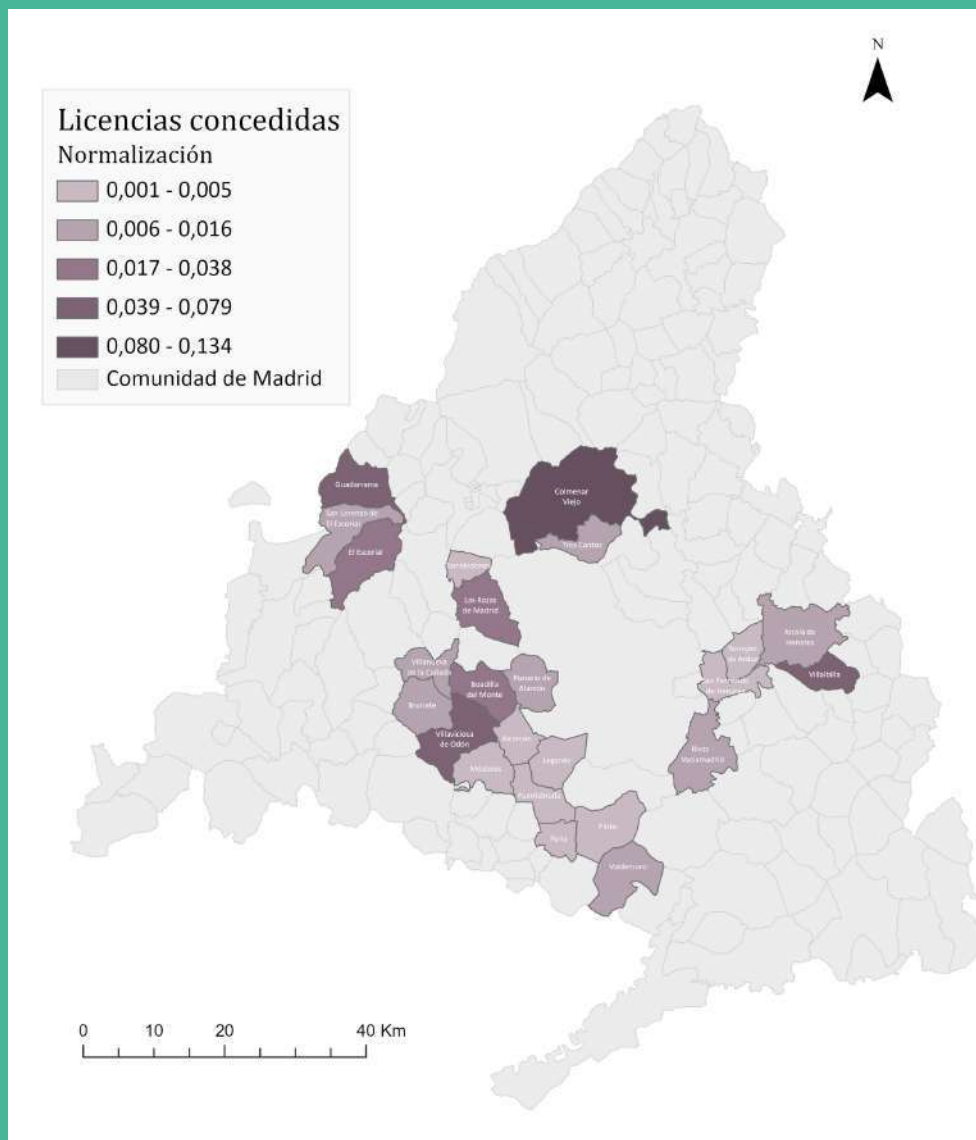 N
Licencias concedidas
Normalización
0,001 - 0,005
0,006 - 0,016
0,017 - 0,038
0,039 - 0,079
0,080 - 0,134
Comunidad de Madrid
Guadarrama
San Lorenzo de
El Escorial
El Escorial
Colmenar
Viejo
Tres Cantos
Torrelodones
Las Rozas
de Madrid
Alcalá de
Henares
Torrejón
de Ardoz
San Fernando
de Henares
Villalbilla
Villanueva
de la Cañada
Boadilla
del Monte
Pozuelo de
Alarcón
Brunete
Villaviciosa
de Odón
Alcorcón
Leganés
Móstoles
Rivas
Vaciamadrid
Fuenlabrada
Pinto
Parla
Valdemoro
0 10 20 40 Km